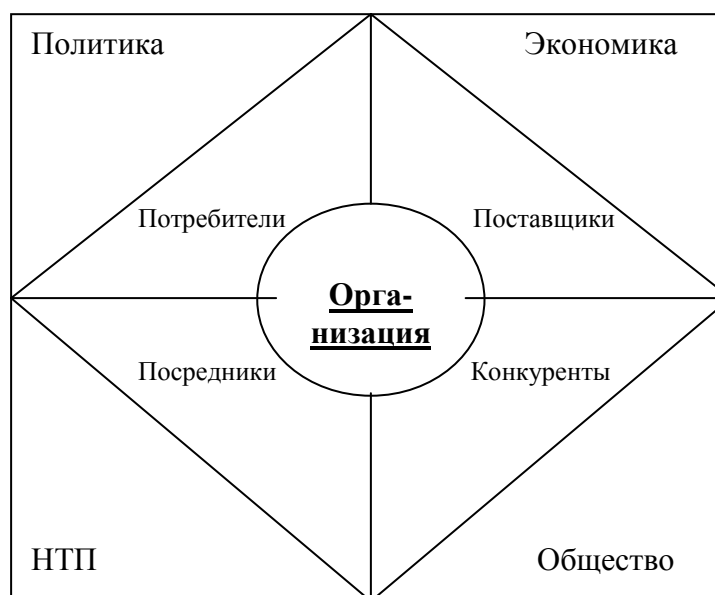 Политика
Экономика
Потребители
Поставщики
Орга-
низация
Посредники
Конкуренты
НТП
Общество